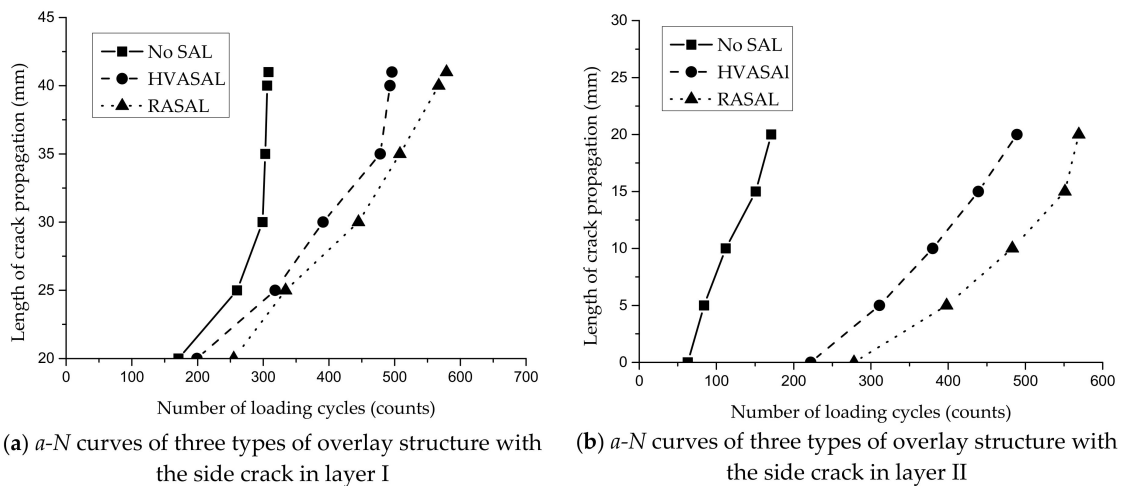 45
40
35
30
25
20
Length of crack propagation (mm)
No SAL
HVASAL
RASAL
0 100 200 300 400 500 600 700
Number of loading cycles (counts)
(a) a-N curves of three types of overlay structure with
the side crack in layer I
30
25
20
15
10
5
0
Length of crack propagation (mm)
No SAL
HVASAl
RASAL
0 100 200 300 400 500 600
Number of loading cycles (counts)
(b) a-N curves of three types of overlay structure with
the side crack in layer II